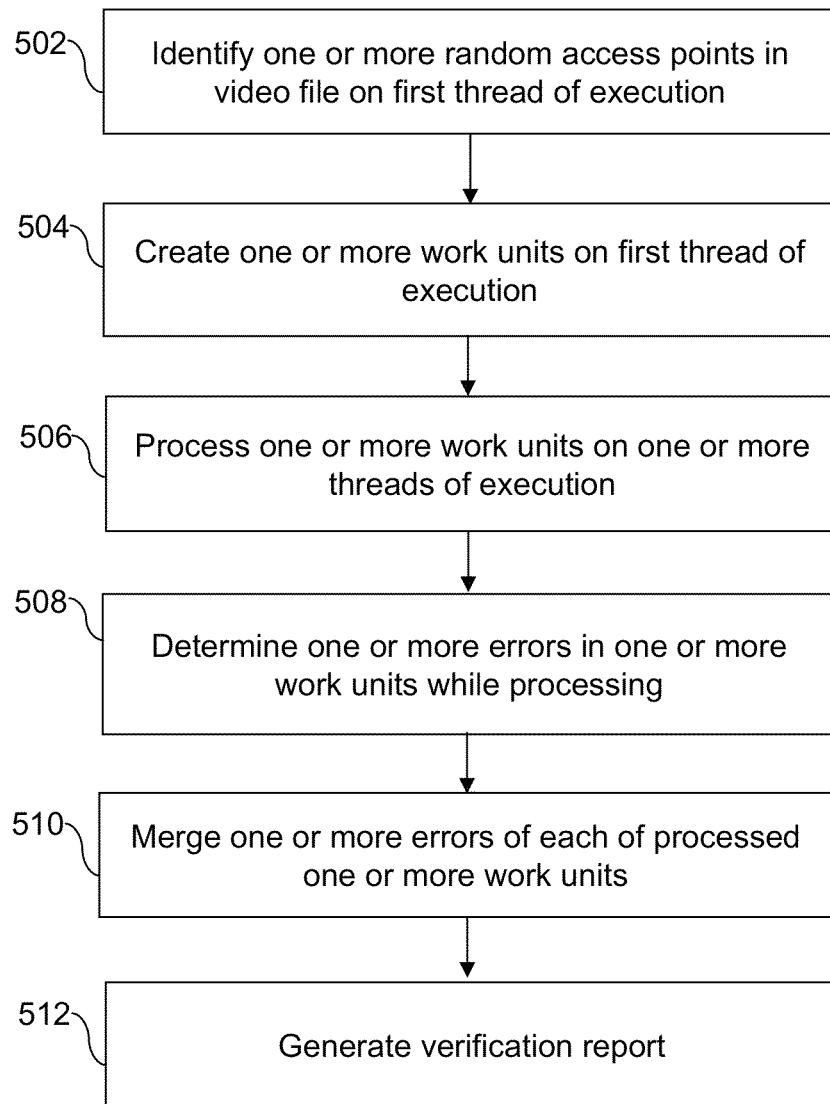 502
Identify one or more random access points in
video file on first thread of execution
504
Create one or more work units on first thread of
execution
506
Process one or more work units on one or more
threads of execution
508
Determine one or more errors in one or more
work units while processing
510
Merge one or more errors of each of processed
one or more work units
512
Generate verification report